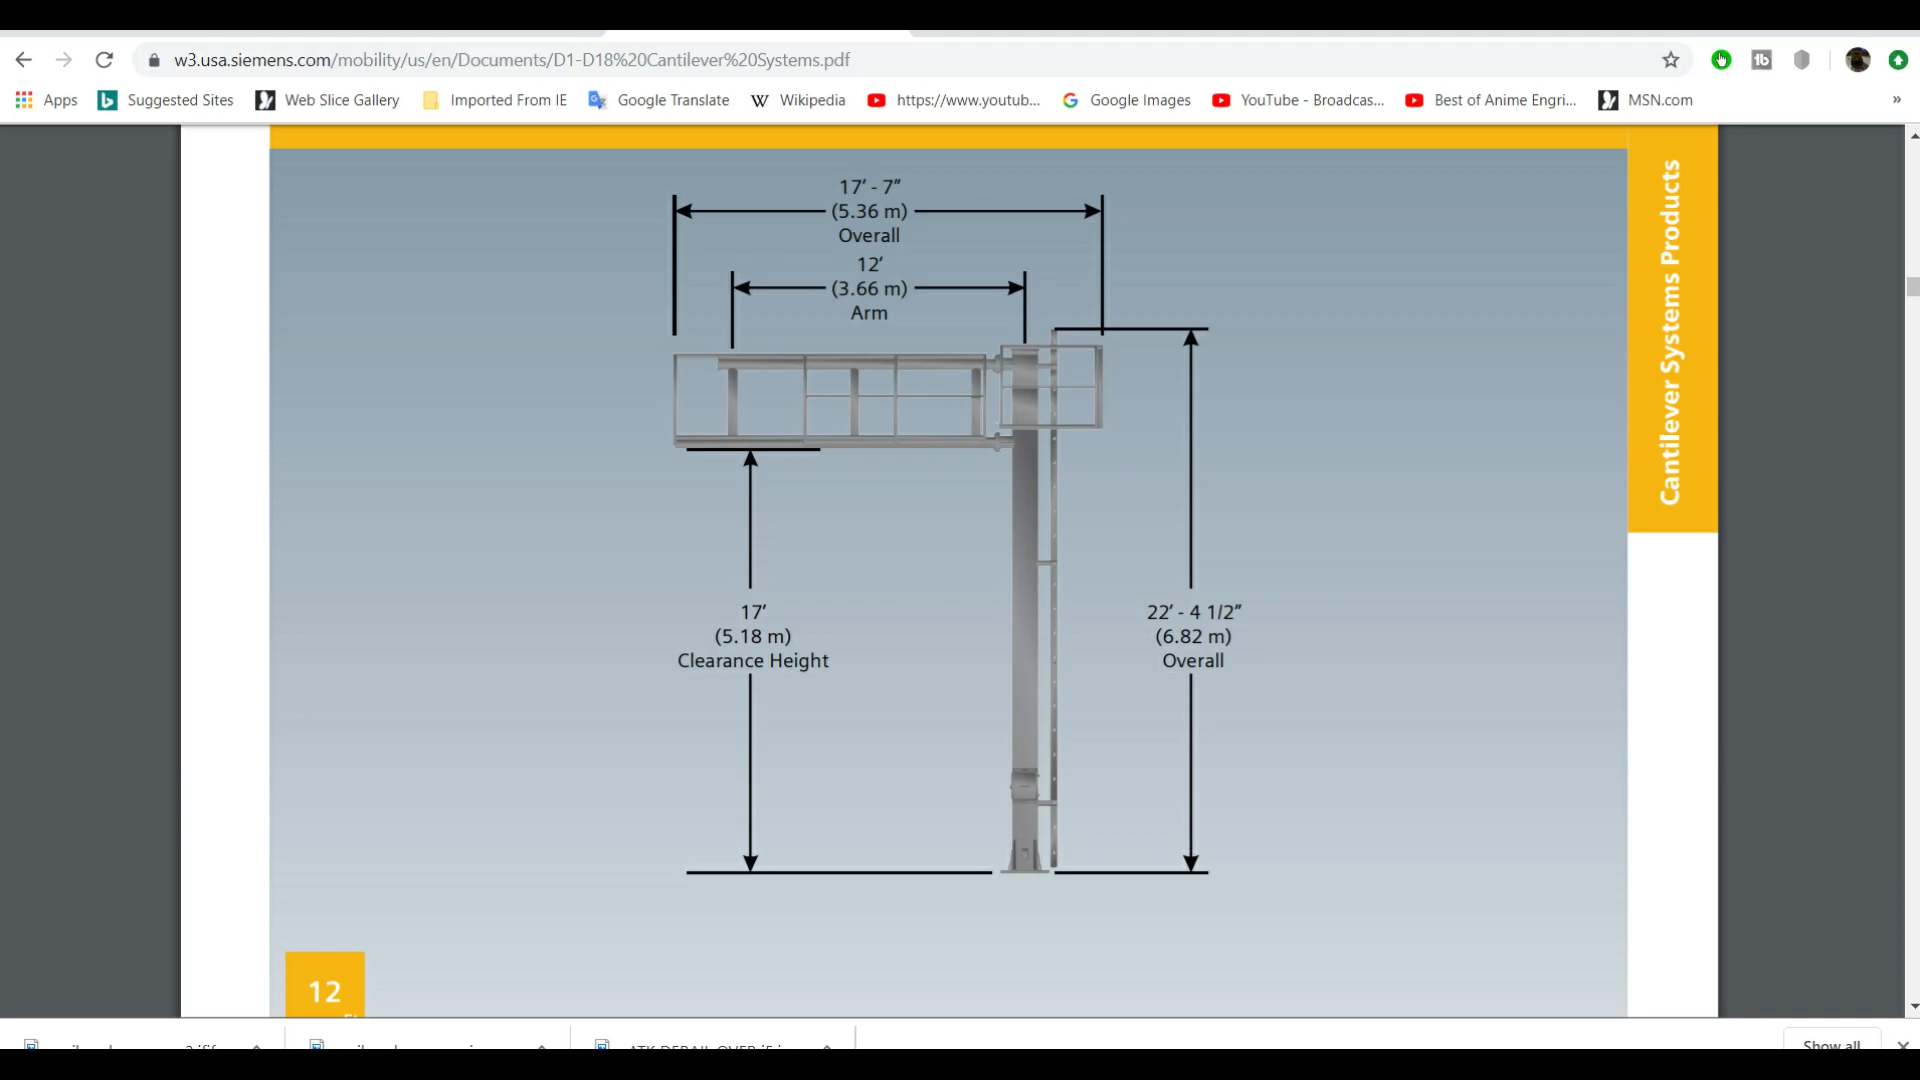 w3.usa.siemens.com/mobility/us/en/Documents/D1-D18%20Cantilever%20Systems.pdf
Apps
Suggested Sites
Web Slice Gallery
Imported From IE
Google Translate
Wikipedia
https://www.youtub...
Google Images
YouTube - Broadcas...
Best of Anime Engri...
MSN.com
»
Cantilever Systems Products
17’ - 7”
(5.36 m)
Overall
12’
(3.66 m)
Arm
17’
(5.18 m)
Clearance Height
22’ - 4 1/2”
(6.82 m)
Overall
12
Show all